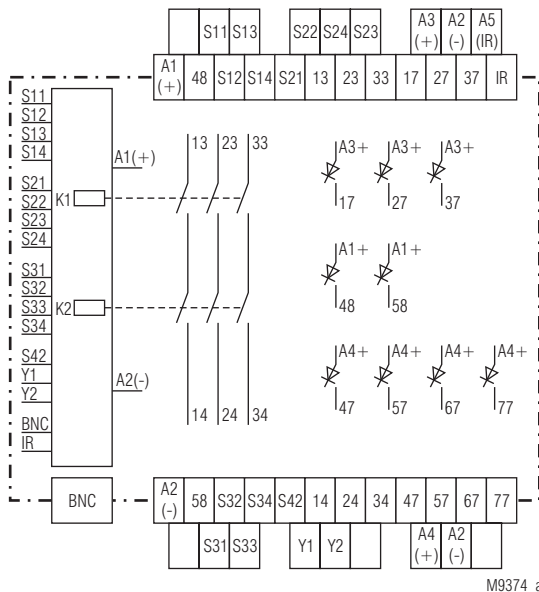 S11 S13 S22 S24 S23 A3 (+) A2 (-) A5 (IR)
A1 (+) 48 S12 S14 S21 13 23 33 17 27 37 IR
S11
S12
S13
S14
A1(+)
S21
K1
S22
S23
S24
S31
S32
K2
S33
S34
S42
Y1
Y2
A2(-)
BNC
IR
13 23 33
14 24 34
A3+ A3+ A3+
17 27 37
A1+ A1+
48 58
A4+ A4+ A4+ A4+
47 57 67 77
BNC
A2 (-) 58 S32 S34 S42 14 24 34 47 57 67 77
S31 S33 Y1 Y2 A4 (+) A2 (-)
M9374_a